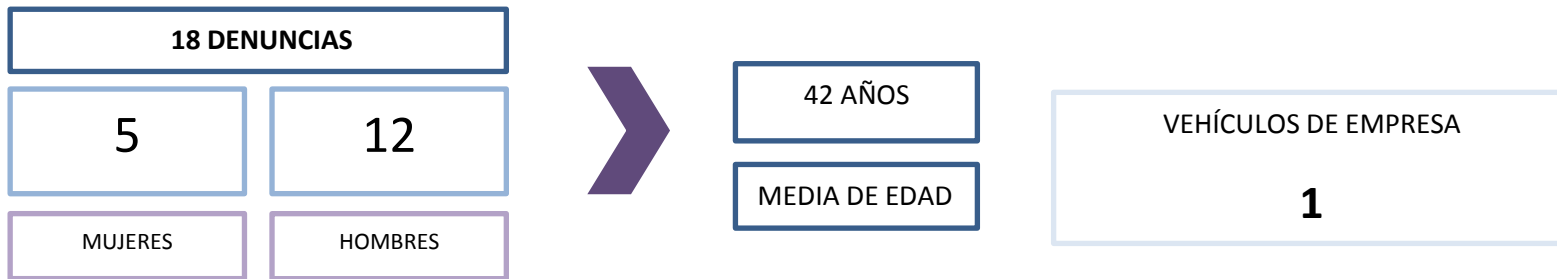 18 DENUNCIAS
5
12
MUJERES
HOMBRES
42 AÑOS
MEDIA DE EDAD
VEHÍCULOS DE EMPRESA
1